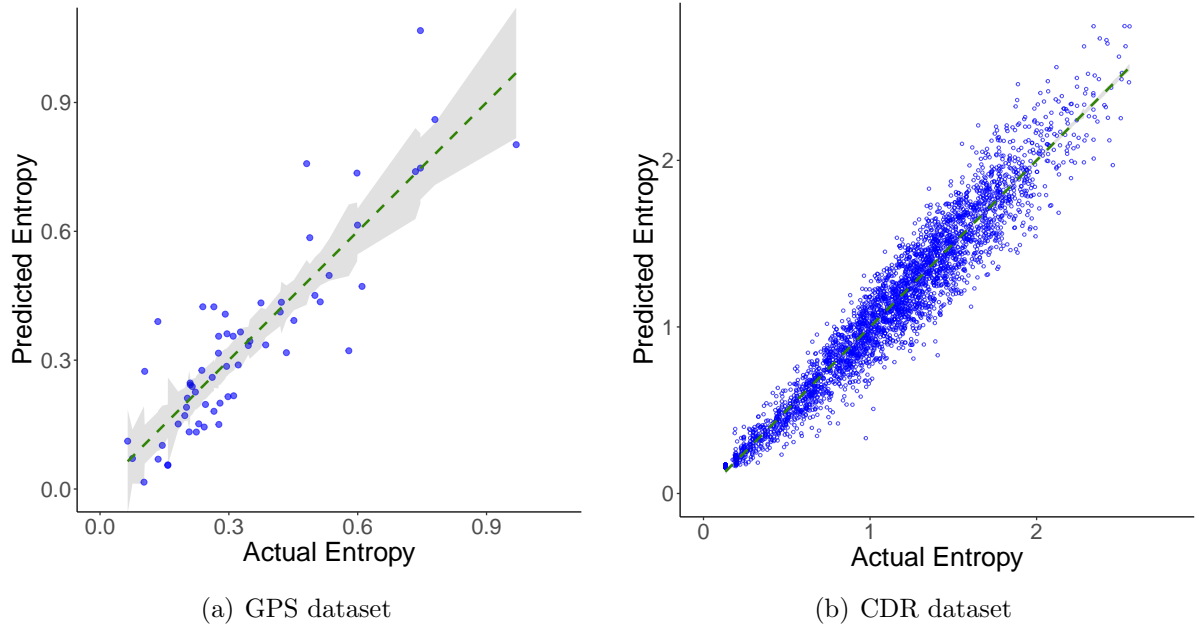 Predicted Entropy
0.9
0.6
0.3
0.0
0.0 0.3 0.6 0.9
Actual Entropy
(a) GPS dataset
Predicted Entropy
2
1
0
0 1 2
Actual Entropy
(b) CDR dataset